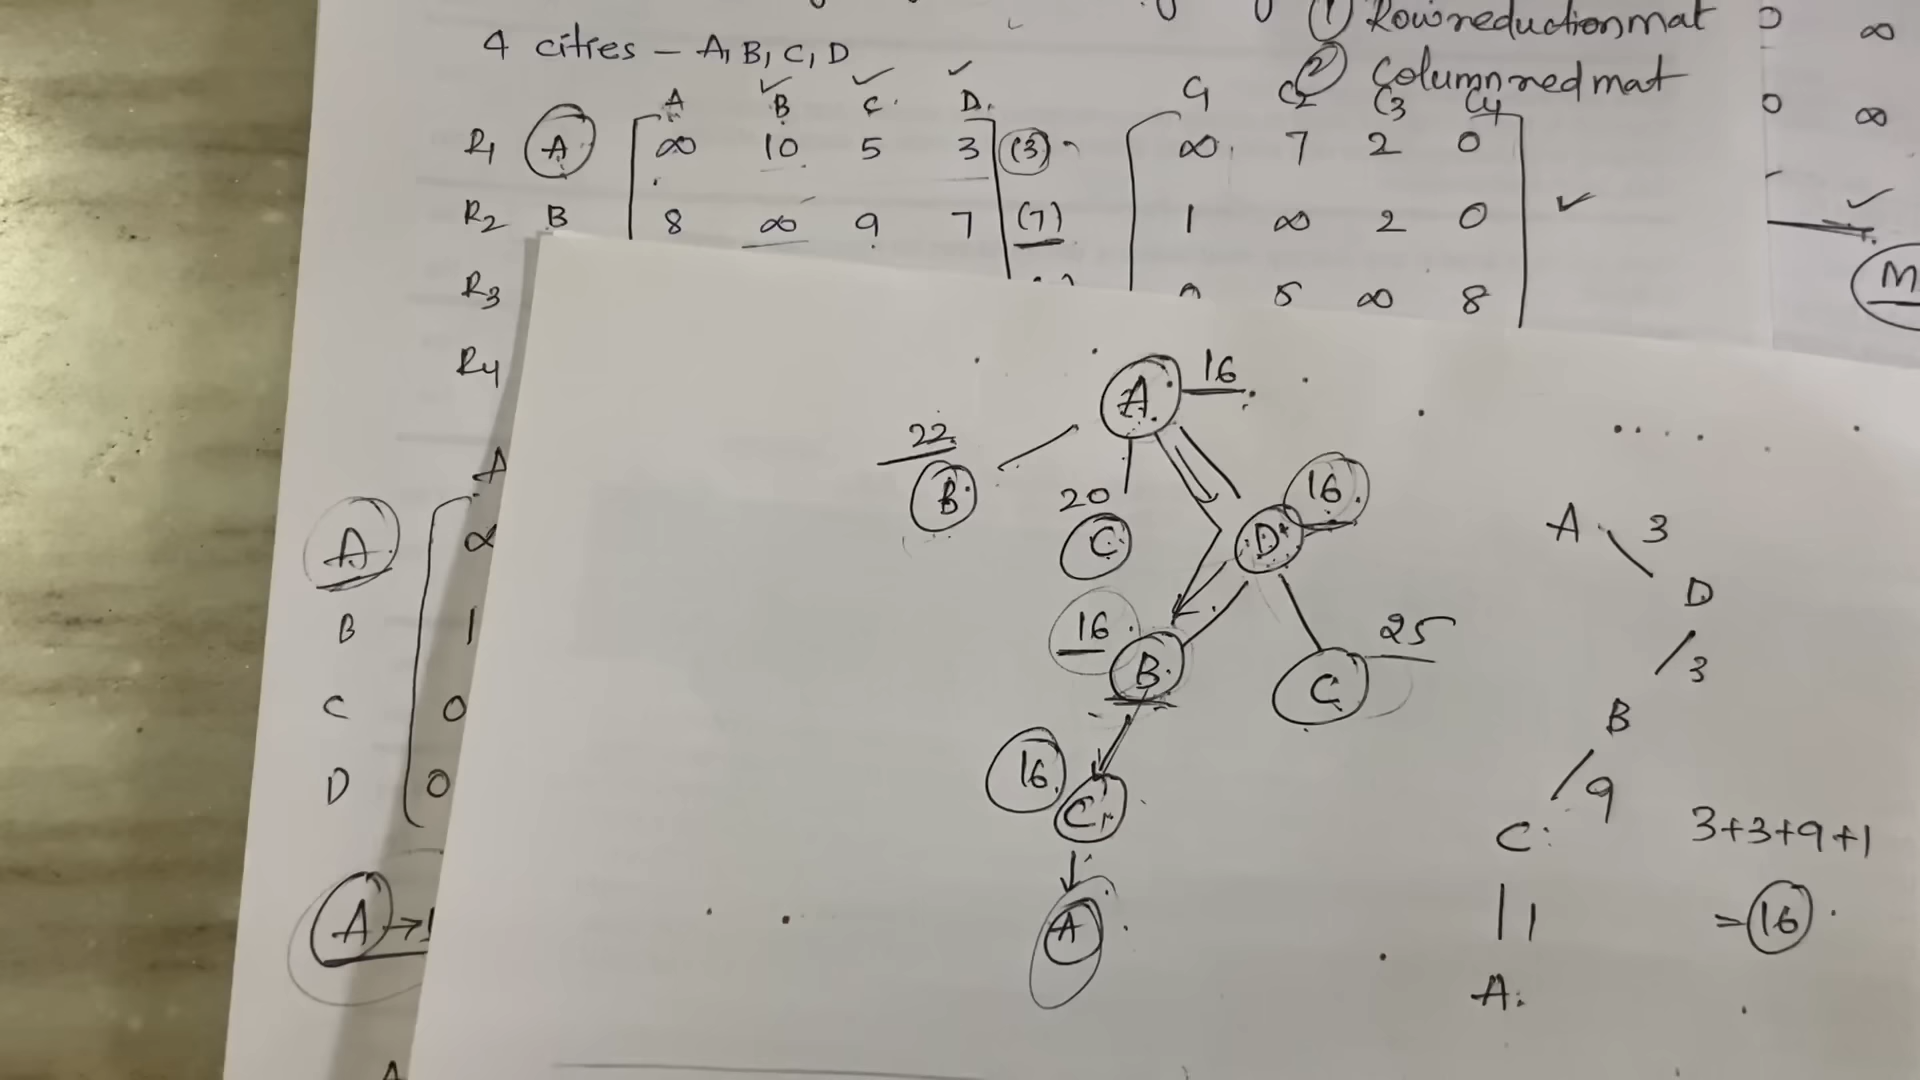 ① Row reduction mat
4 cities – A, B, C, D
② Column red mat
A B C D
C1 C2 C3 C4
R1 A ∞ 10 5 3 (3)
∞ 7 2 0
R2 B 8 ∞ 9 7 (7)
1 ∞ 2 0
R3
5 ∞ 8
R4
0 ∞
0 ∞
M
A 16
22
B
20
C
D 16
16
B
25
C
16
C
A
A 3
D
3
B
9
C
1
A
3+3+9+1
= 16
A
A
B 1
C 0
D 0
A →